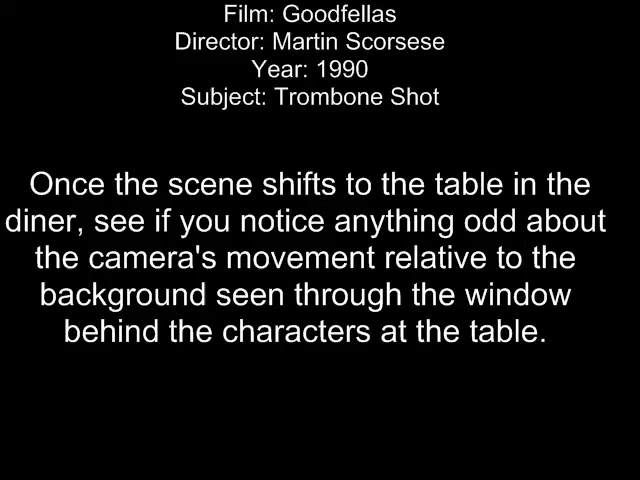 Film: Goodfellas
Director: Martin Scorsese
Year: 1990
Subject: Trombone Shot
Once the scene shifts to the table in the
diner, see if you notice anything odd about
the camera's movement relative to the
background seen through the window
behind the characters at the table.